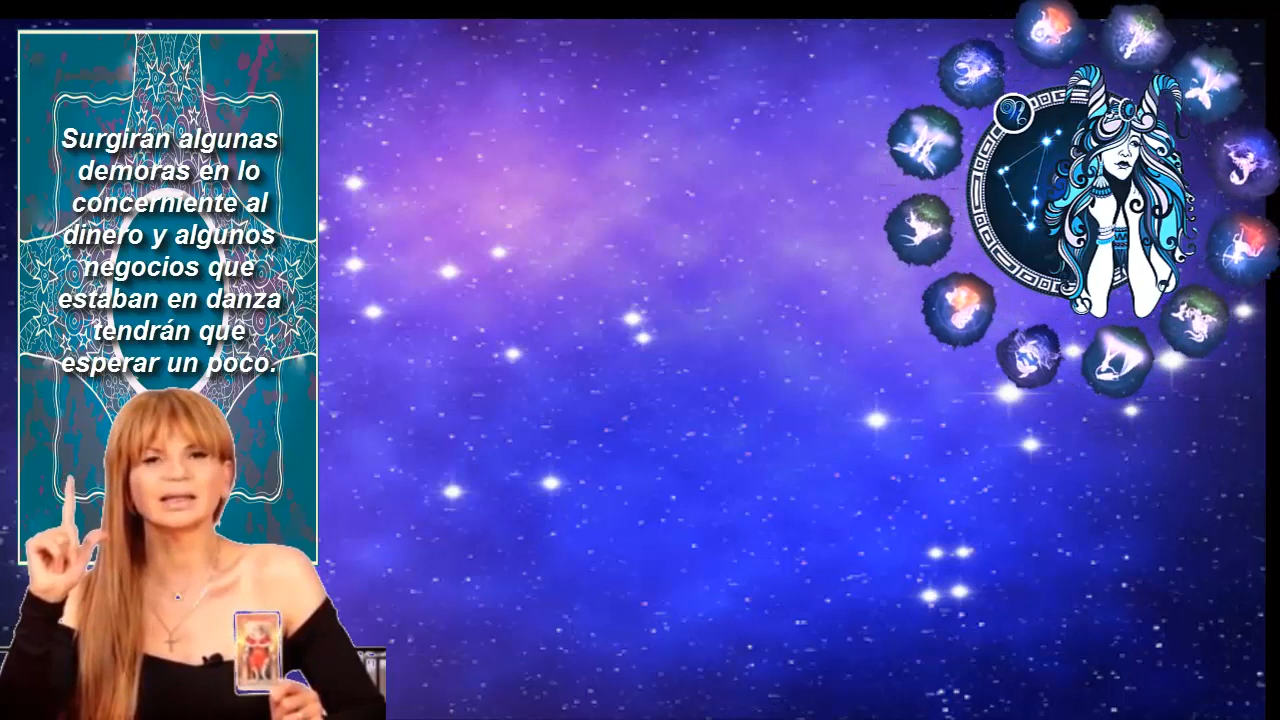 Surgirán algunas
demoras en lo
concerniente al
dinero y algunos
negocios que
estaban en danza
tendrán que
esperar un poco.